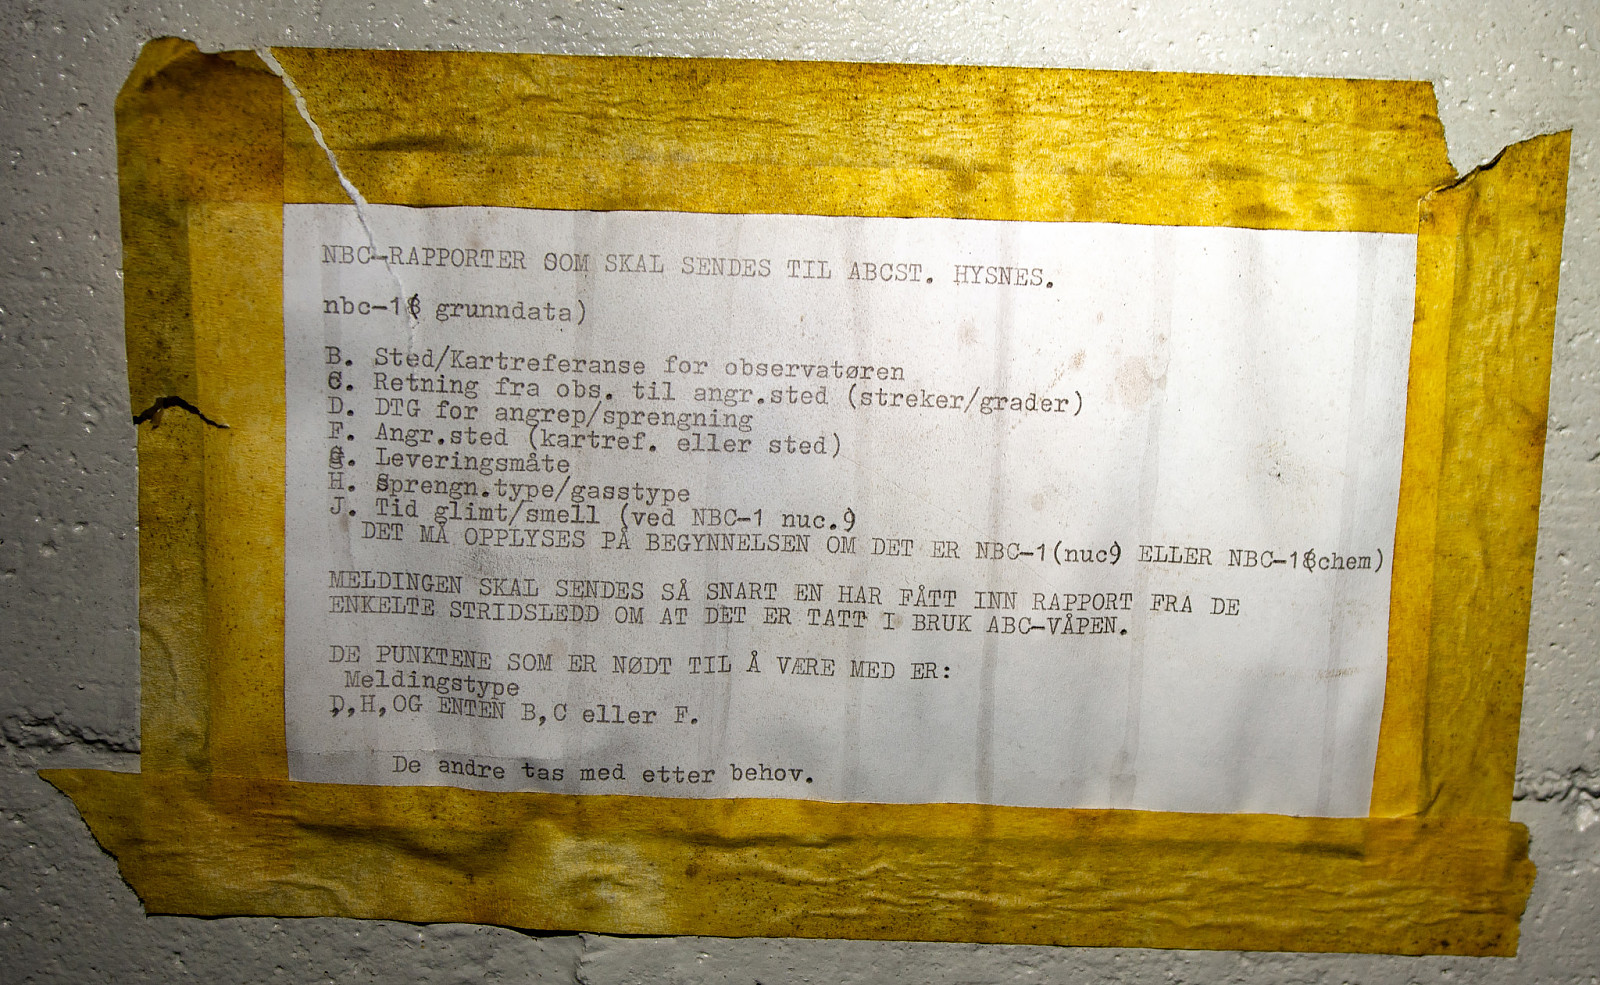 NBC-RAPPORTER SOM SKAL SENDES TIL ABCST. HYSNES.
nbc-1( grunndata)
B. Sted/Kartreferanse for observatøren
C. Retning fra obs. til angr.sted (streker/grader)
D. DTG for angrep/sprengning
F. Angr.sted (kartref. eller sted)
G. Leveringsmåte
H. Sprengn.type/gasstype
J. Tid glimt/smell (ved NBC-1 nuc.)
DET MÅ OPPLYSES PÅ BEGYNNELSEN OM DET ER NBC-1(nuc) ELLER NBC-1(chem)
MELDINGEN SKAL SENDES SÅ SNART EN HAR FÅTT INN RAPPORT FRA DE
ENKELTE STRIDSLEDD OM AT DET ER TATT I BRUK ABC-VÅPEN.
DE PUNKTENE SOM ER NØDT TIL Å VÆRE MED ER:
Meldingstype
D,H,OG ENTEN B,C eller F.
De andre tas med etter behov.